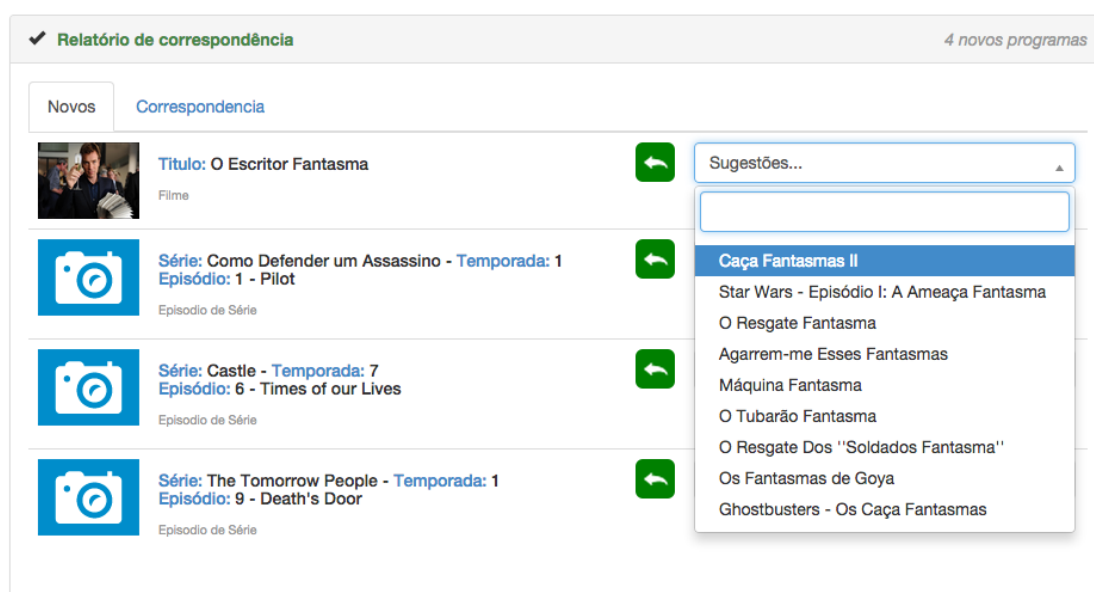 Relatório de correspondência
4 novos programas
Novos
Correspondencia
Titulo: O Escritor Fantasma
Filme
Sugestões...
Série: Como Defender um Assassino - Temporada: 1
Episódio: 1 - Pilot
Episodio de Série
Série: Castle - Temporada: 7
Episódio: 6 - Times of our Lives
Episodio de Série
Série: The Tomorrow People - Temporada: 1
Episódio: 9 - Death's Door
Episodio de Série
Caça Fantasmas II
Star Wars - Episódio I: A Ameaça Fantasma
O Resgate Fantasma
Agarrem-me Esses Fantasmas
Máquina Fantasma
O Tubarão Fantasma
O Resgate Dos ''Soldados Fantasma''
Os Fantasmas de Goya
Ghostbusters - Os Caça Fantasmas